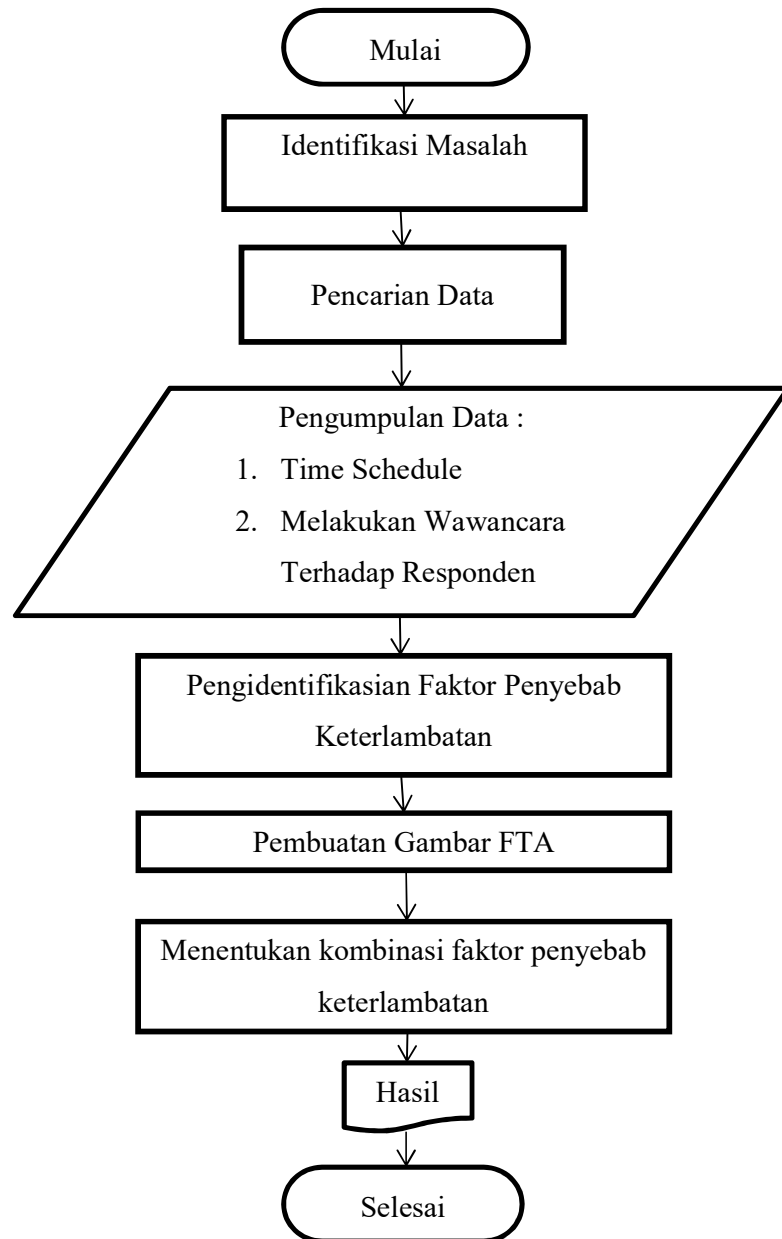 Mulai
Identifikasi Masalah
Pencarian Data
Pengumpulan Data :
1. Time Schedule
2. Melakukan Wawancara
Terhadap Responden
Pengidentifikasian Faktor Penyebab
Keterlambatan
Pembuatan Gambar FTA
Menentukan kombinasi faktor penyebab
keterlambatan
Hasil
Selesai